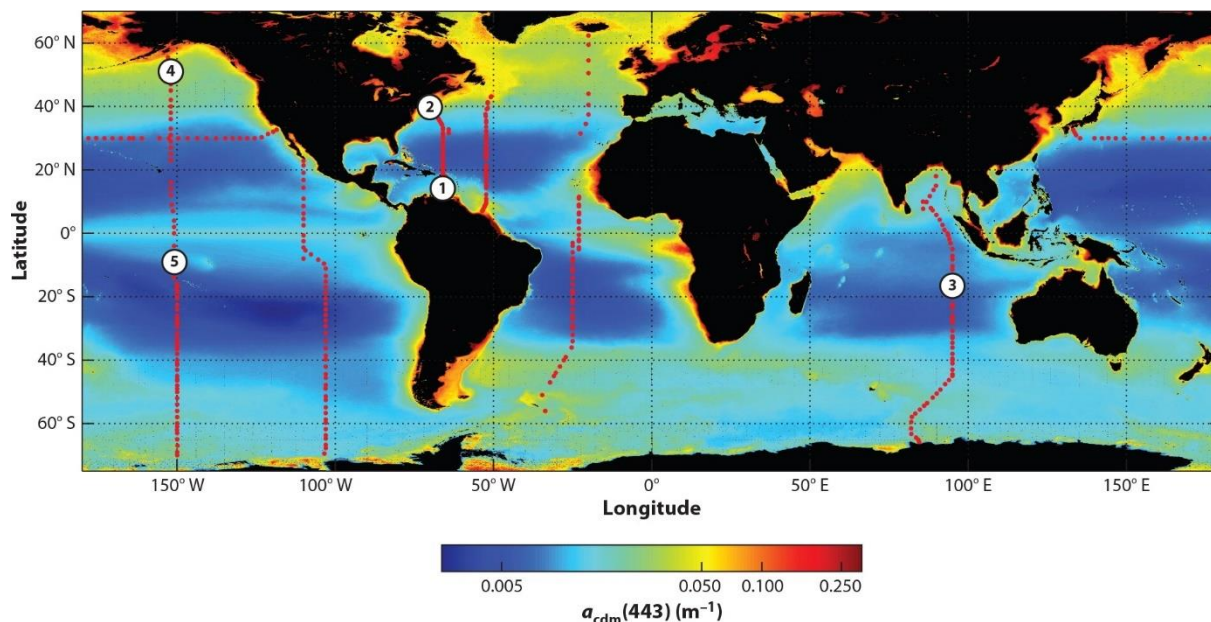 60° N
40° N
20° N
0°
20° S
40° S
60° S
Latitude
4
2
1
5
3
150° W
100° W
50° W
0°
50° E
100° E
150° E
Longitude
0.005
0.050
0.100
0.250
a_cdm(443) (m⁻¹)